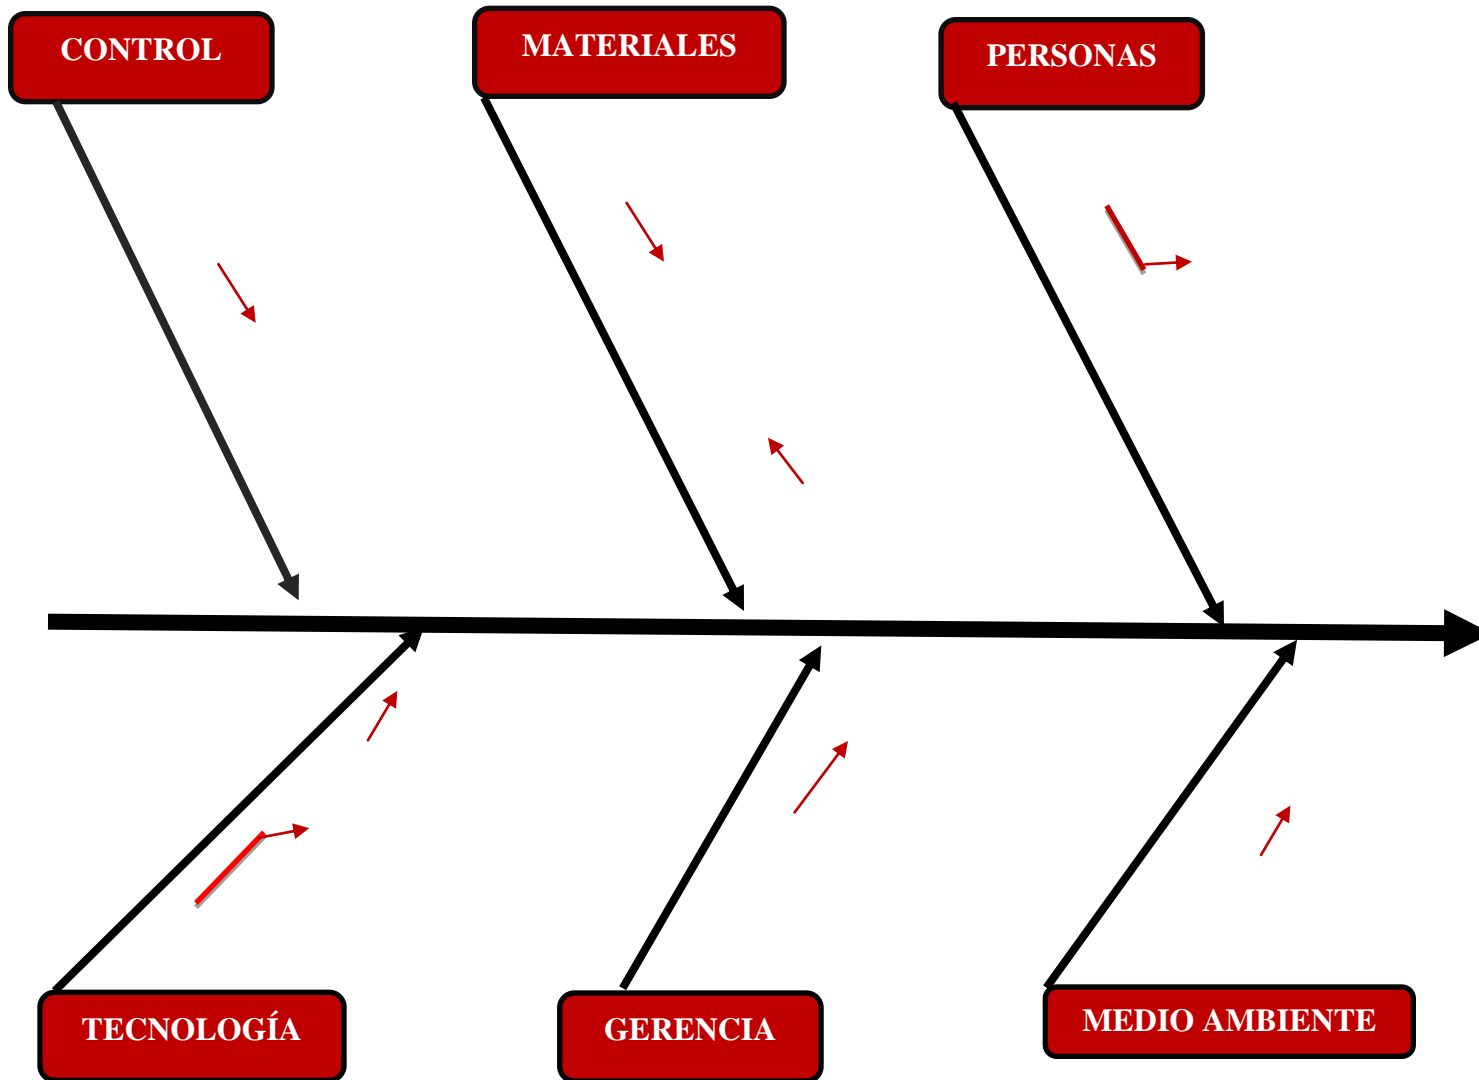 CONTROL
MATERIALES
PERSONAS
TECNOLOGÍA
GERENCIA
MEDIO AMBIENTE